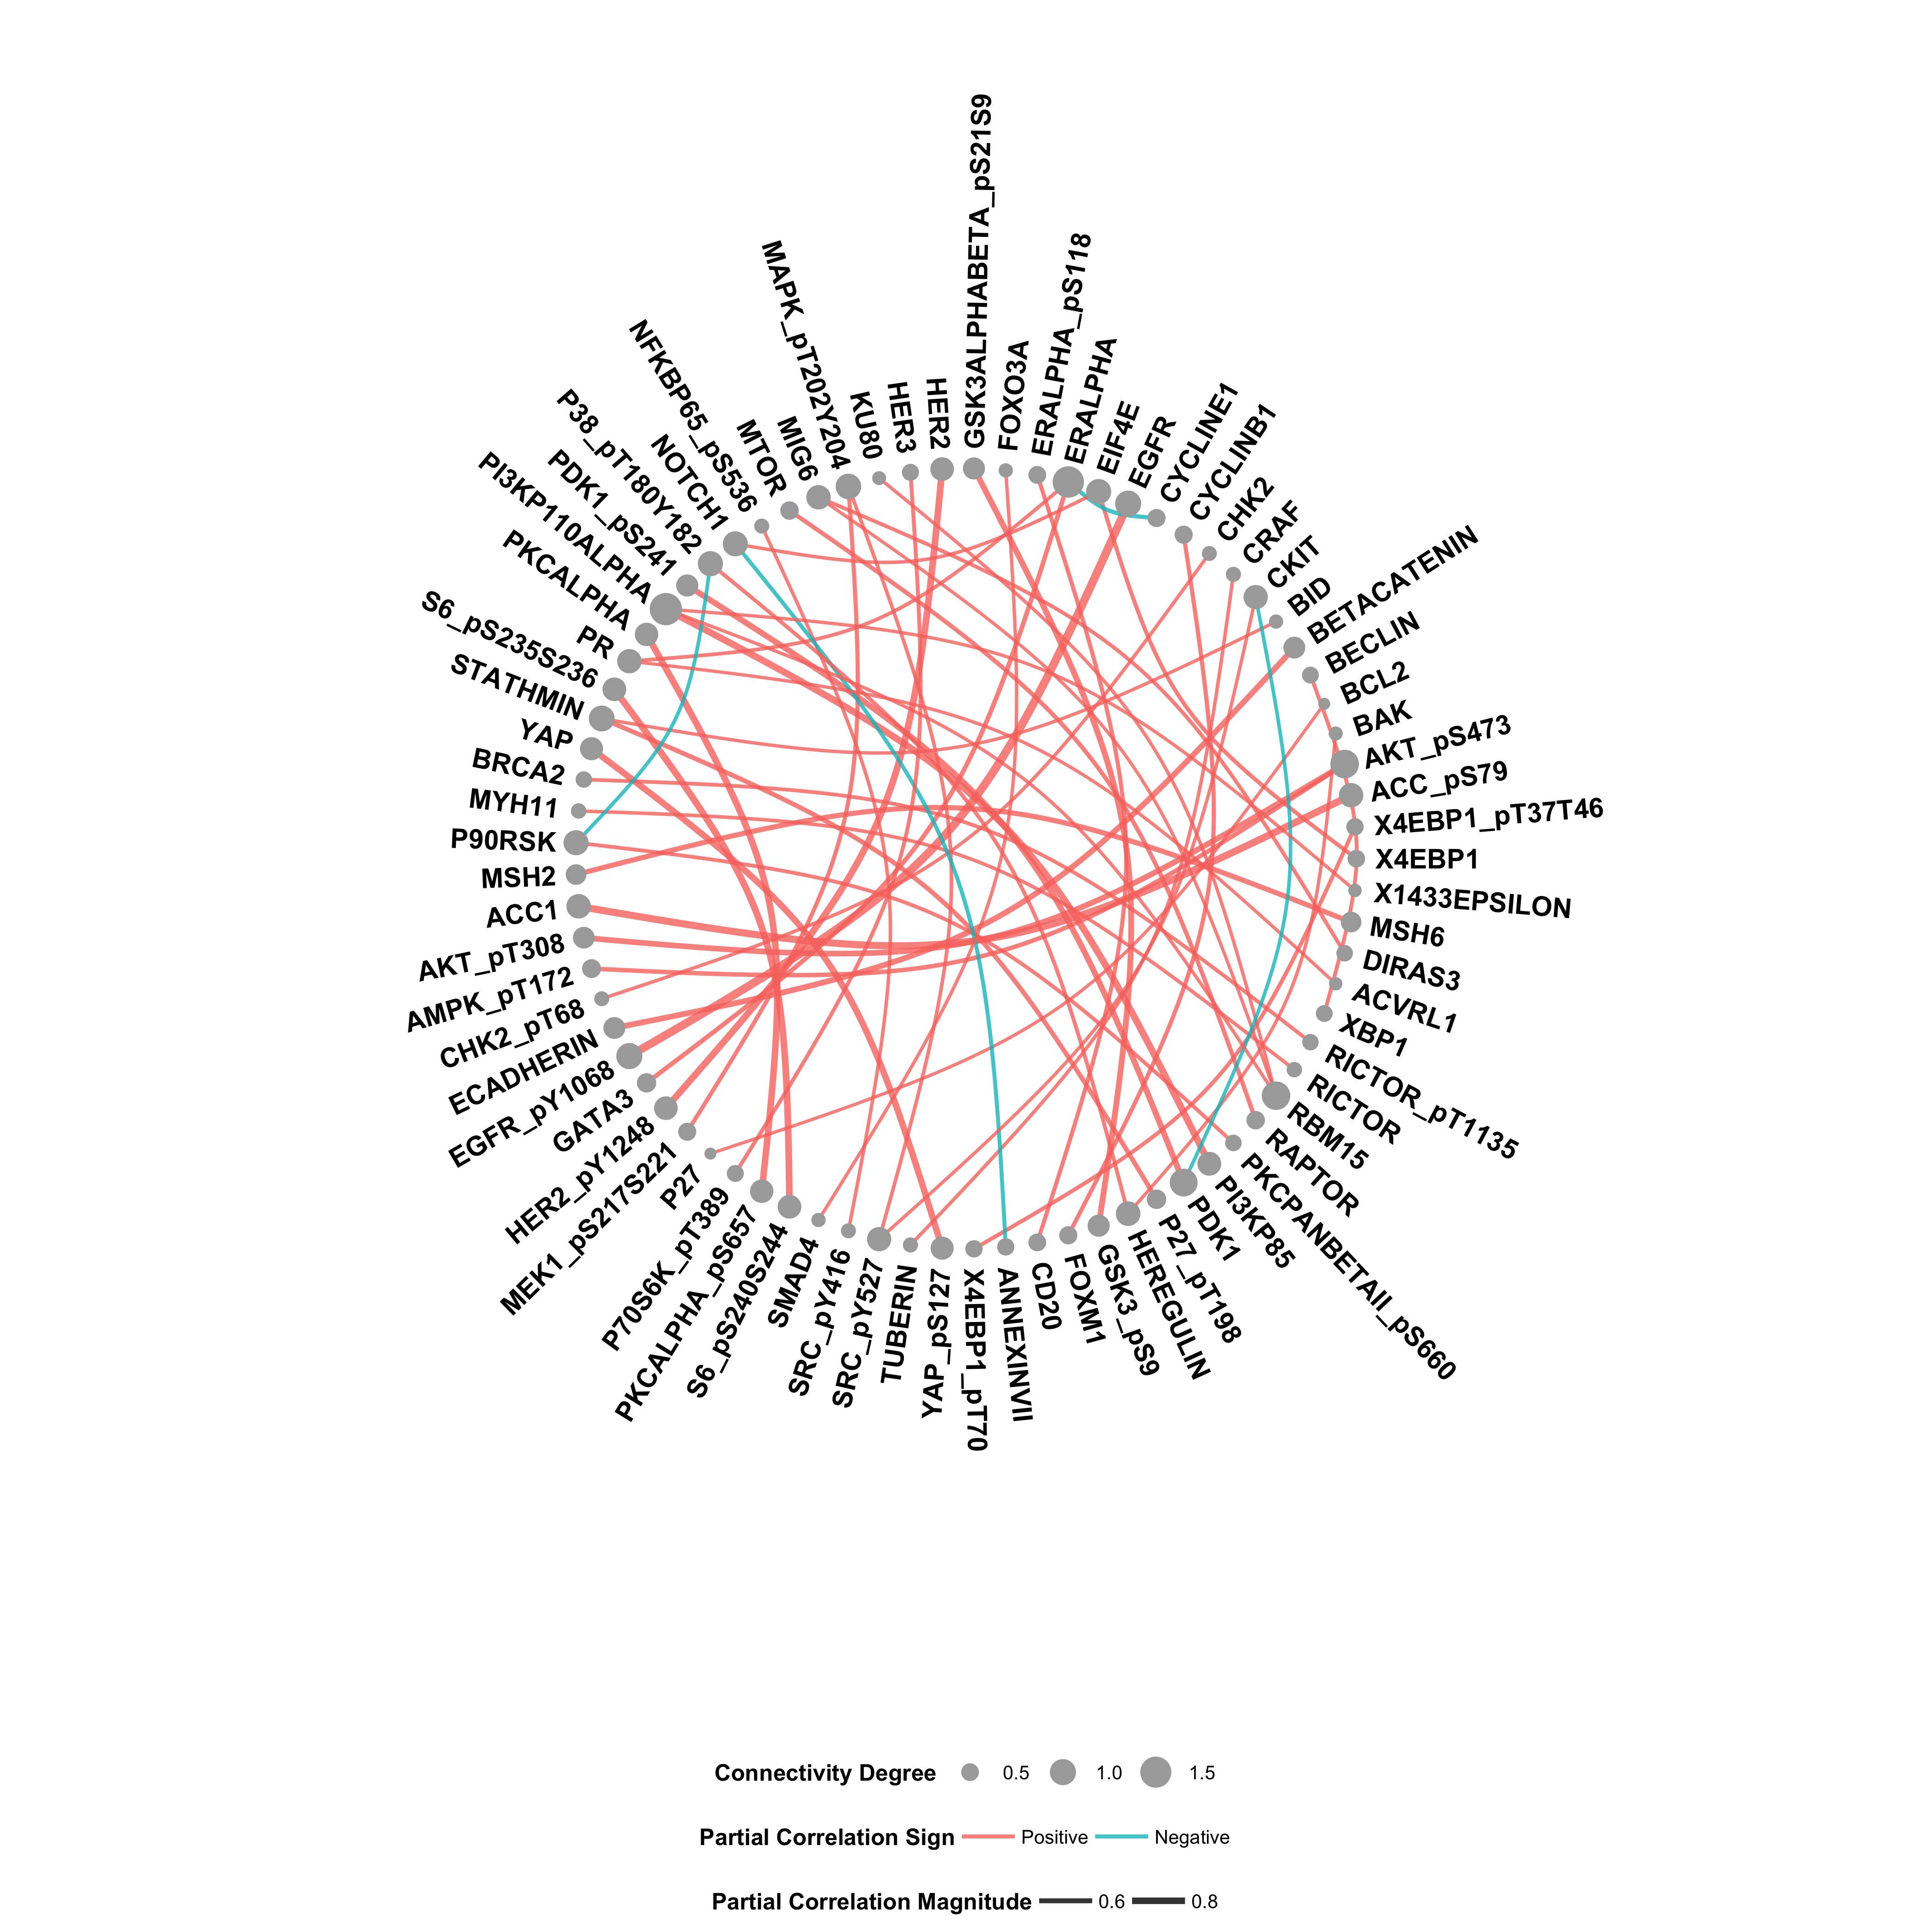 GSK3ALPHABETA_pS21S9
FOXO3A
ERALPHA_pS118
ERALPHA
EIF4E
EGFR
CYCLINE1
CYCLINB1
CHK2
CRAF
CKIT
BID
BETACATENIN
BECLIN
BCL2
BAK
AKT_pS473
ACC_pS79
X4EBP1_pT37T46
X4EBP1
X1433EPSILON
MSH6
DIRAS3
ACVRL1
XBP1
RICTOR_pT1135
RICTOR
RBM15
RAPTOR
PKCPANBETAII_pS660
PI3KP85
PDK1
P27_pT198
HEREGULIN
GSK3_pS9
FOXM1
CD20
ANNEXINVII
X4EBP1_pT70
YAP_pS127
TUBERIN
SRC_pY527
SRC_pY416
SMAD4
S6_pS240S244
PKCALPHA_pS657
P70S6K_pT389
P27
MEK1_pS217S221
HER2_pY1248
GATA3
EGFR_pY1068
ECADHERIN
CHK2_pT68
AMPK_pT172
AKT_pT308
ACC1
MSH2
P90RSK
MYH11
BRCA2
YAP
STATHMIN
S6_pS235S236
PR
PKCALPHA
PI3KP110ALPHA
PDK1_pS241
P38_pT180Y182
NOTCH1
NFKBP65_pS536
MTOR
MIG6
MAPK_pT202Y204
KU80
HER3
HER2
Connectivity Degree 0.5 1.0 1.5
Partial Correlation Sign Positive Negative
Partial Correlation Magnitude 0.6 0.8